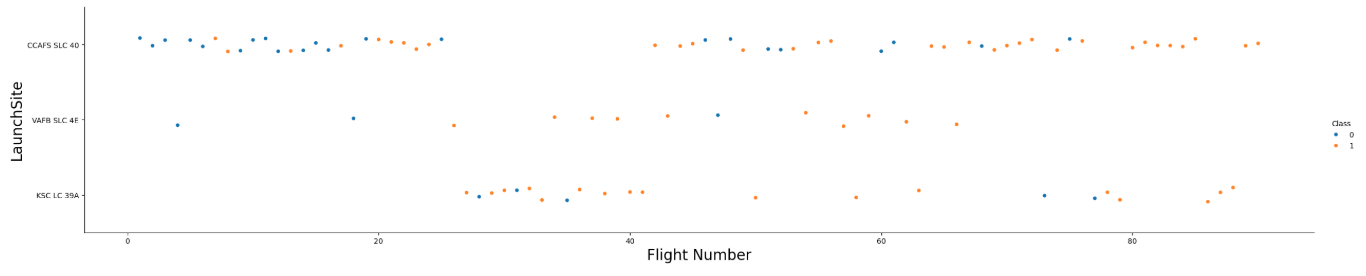 CCAFS SLC 40
VAFB SLC 4E
KSC LC 39A
LaunchSite
0 20 40 60 80
Flight Number
Class
0
1